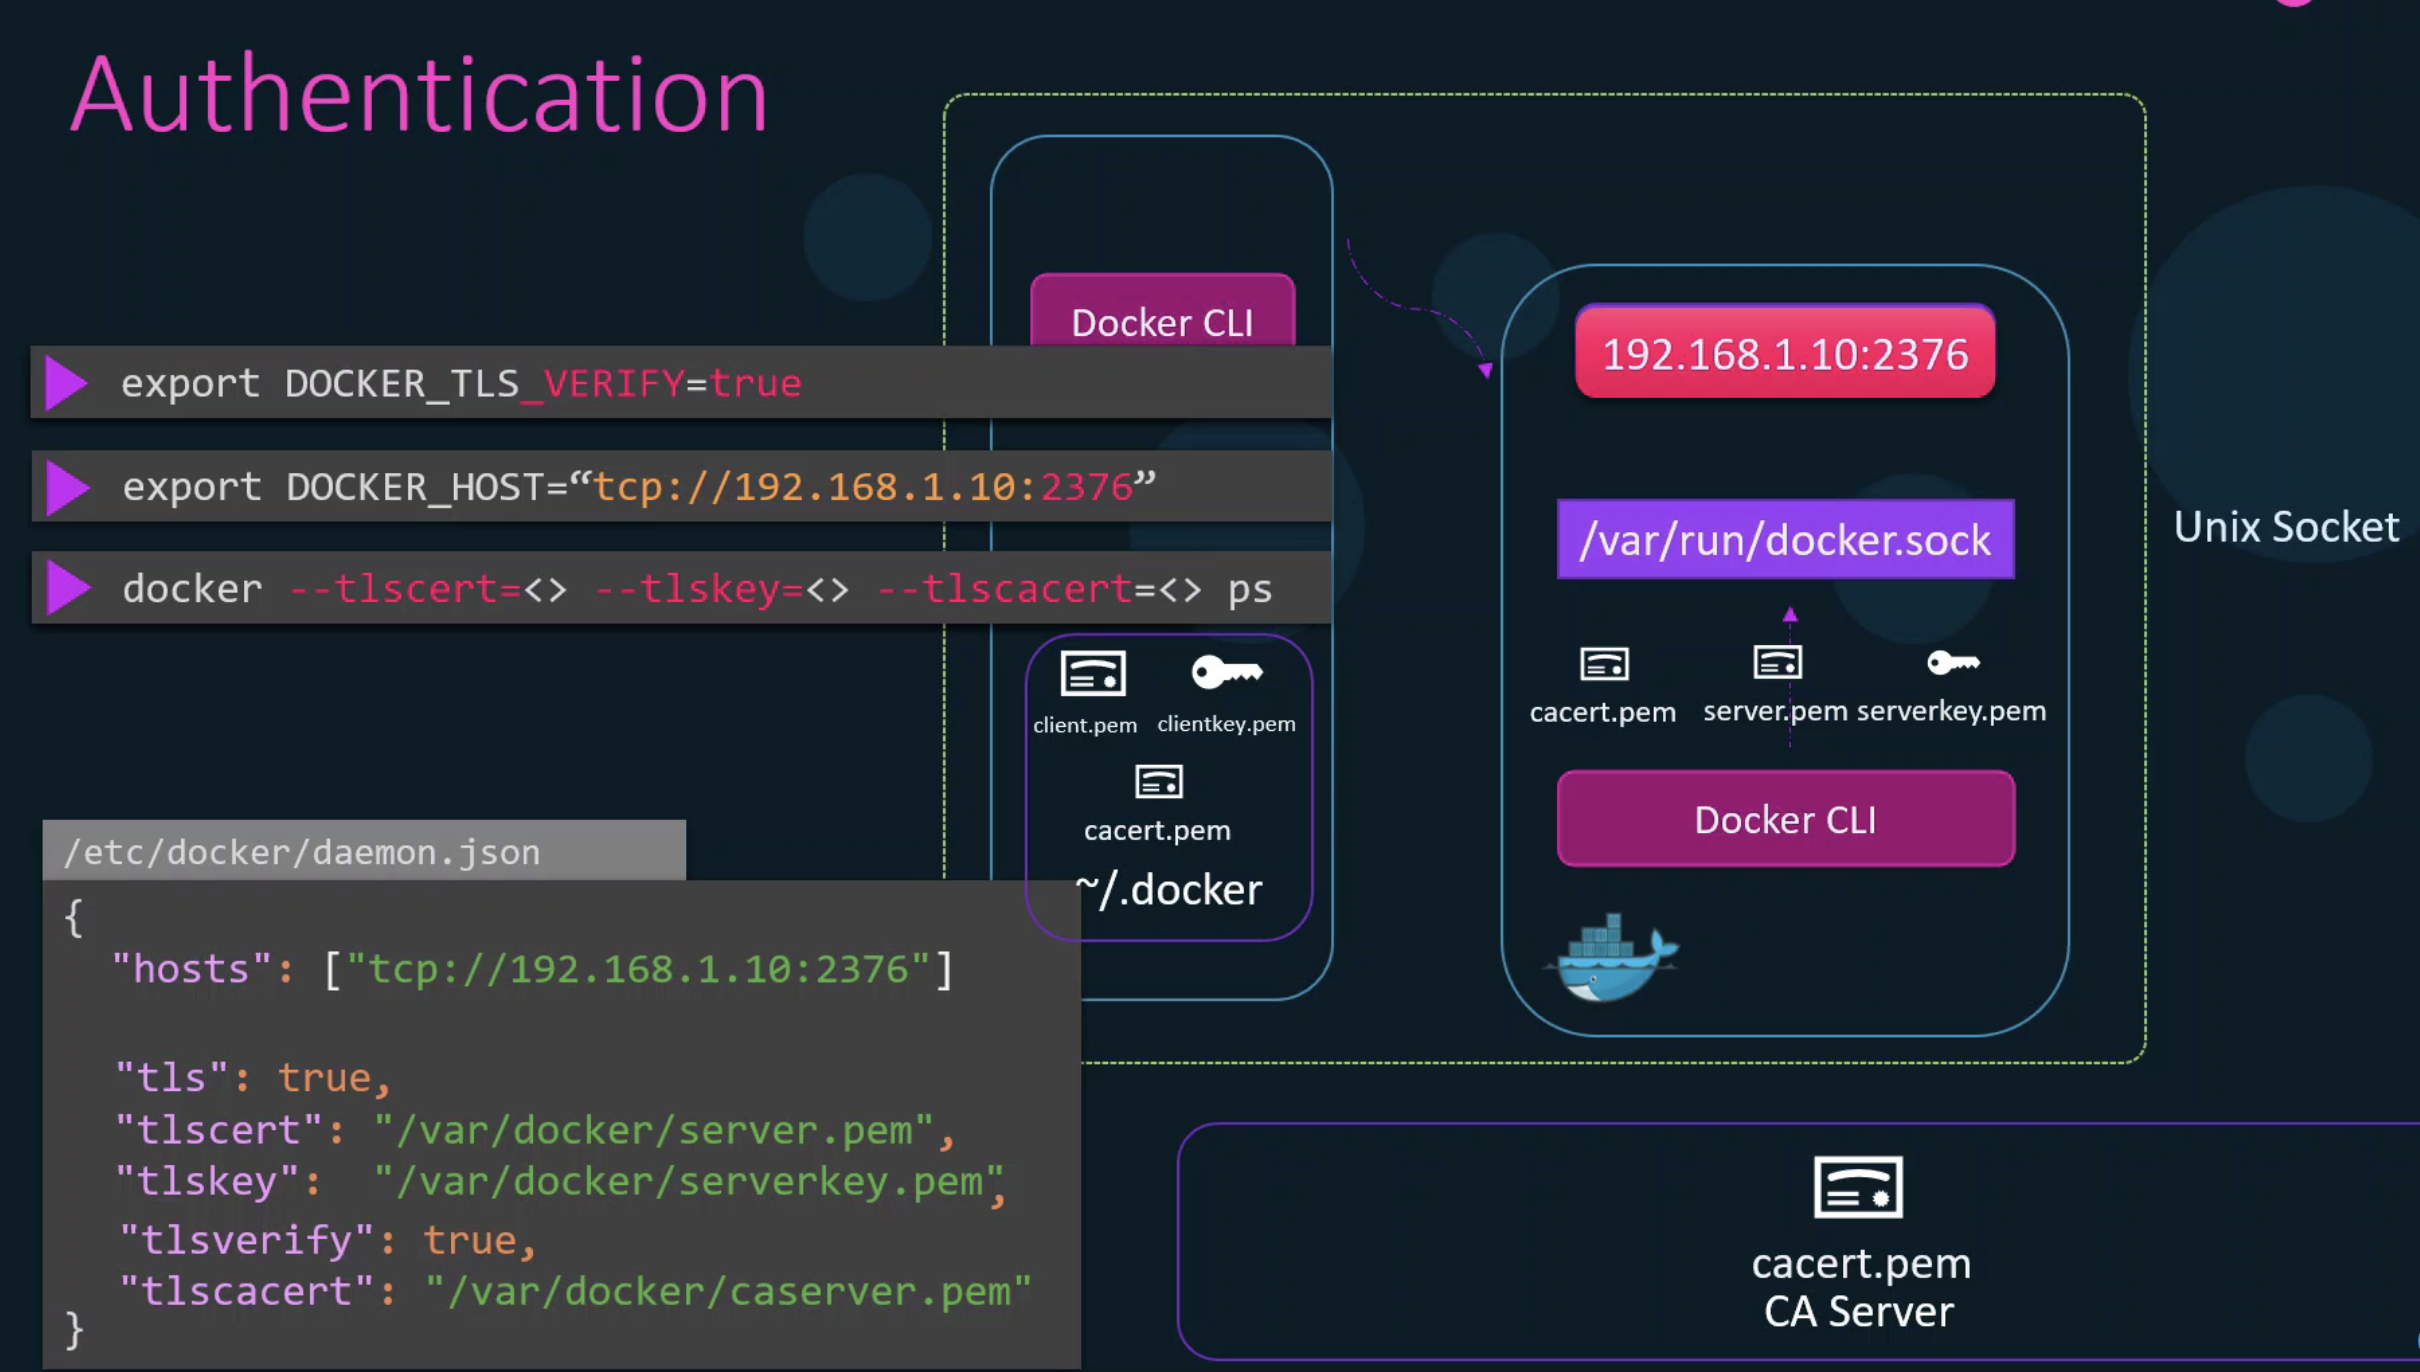 Authentication
Docker CLI
export DOCKER_TLS_VERIFY=true
export DOCKER_HOST=“tcp://192.168.1.10:2376”
docker --tlscert=<> --tlskey=<> --tlscacert=<> ps
client.pem clientkey.pem
cacert.pem
~/.docker
192.168.1.10:2376
/var/run/docker.sock
Unix Socket
cacert.pem server.pem serverkey.pem
Docker CLI
/etc/docker/daemon.json
{
"hosts": ["tcp://192.168.1.10:2376"]
"tls": true,
"tlscert": "/var/docker/server.pem",
"tlskey": "/var/docker/serverkey.pem",
"tlsverify": true,
"tlscacert": "/var/docker/caserver.pem"
}
cacert.pem
CA Server